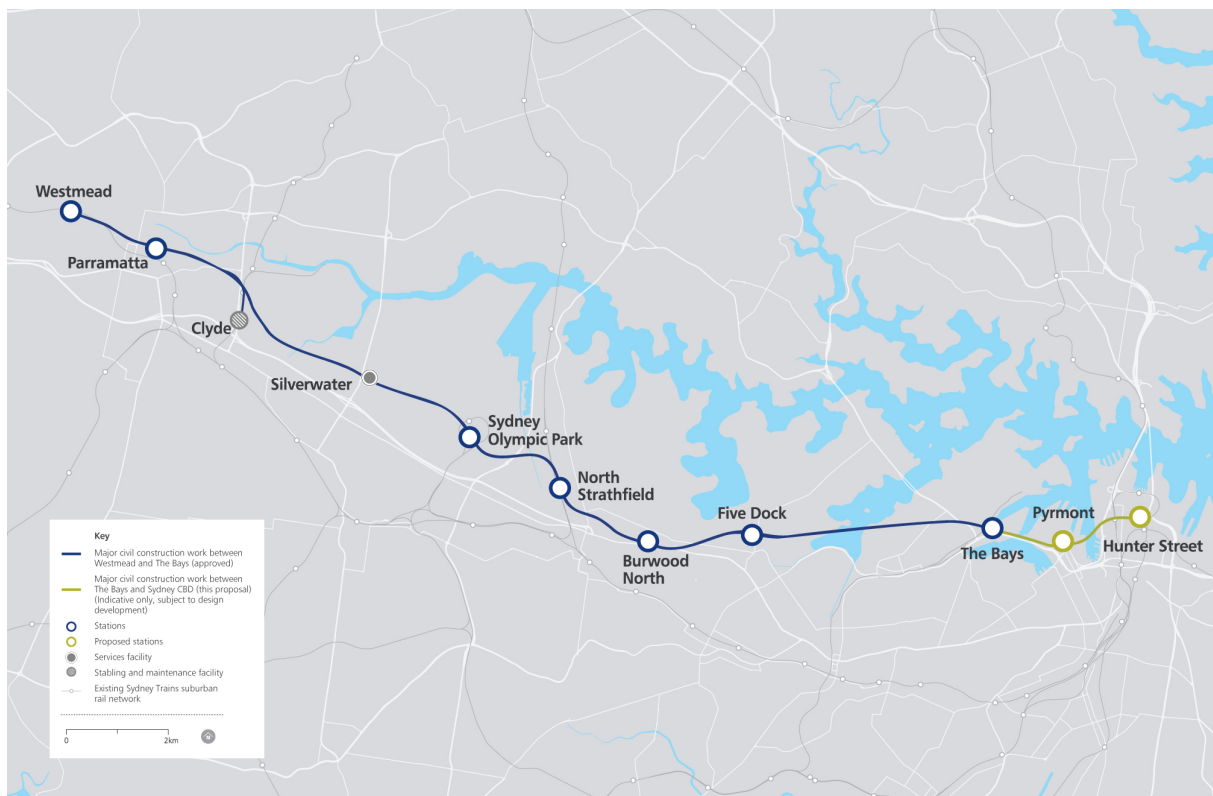 Westmead
Parramatta
Clyde
Silverwater
Sydney
Olympic Park
North
Strathfield
Burwood
North
Five Dock
The Bays
Pyrmont
Hunter Street
Key
Major civil construction work between
Westmead and The Bays (approved)
Major civil construction work between
The Bays and Sydney CBD (this proposal)
(Indicative only, subject to design
development)
Stations
Proposed stations
Services facility
Stabling and maintenance facility
Existing Sydney Trains suburban
rail network
0
2km
N